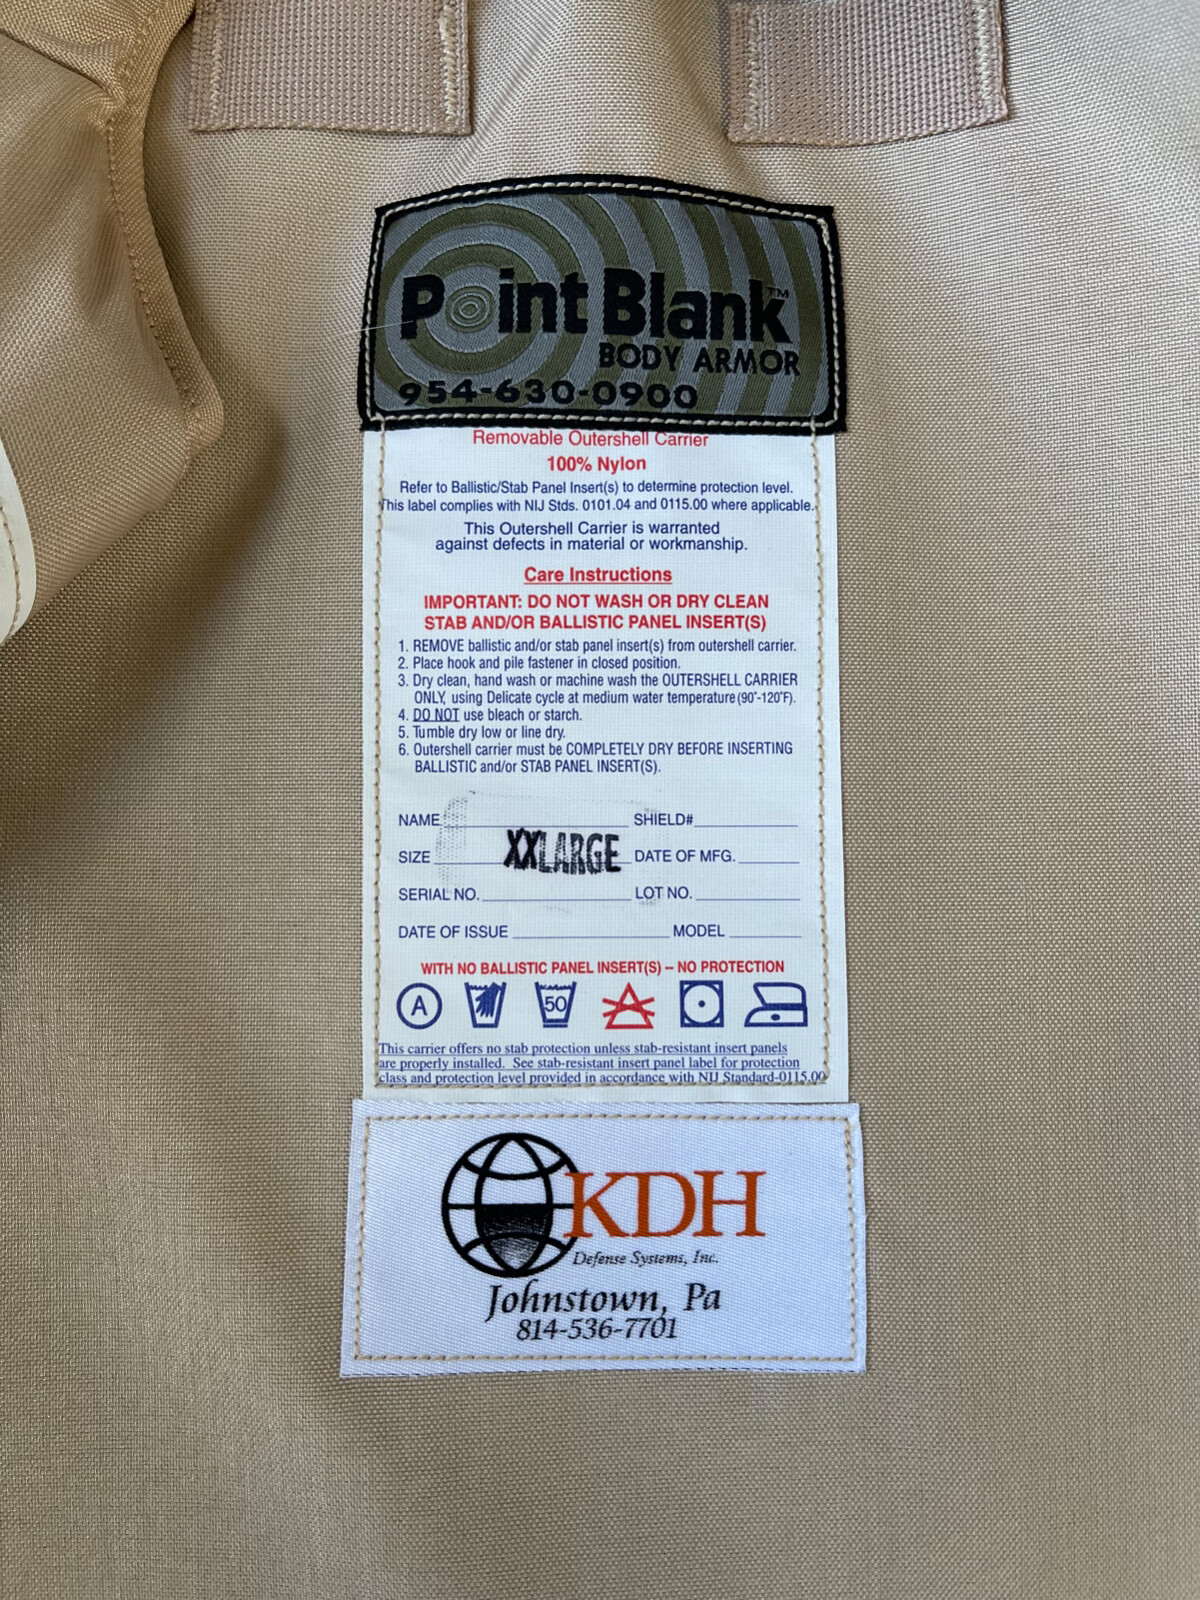 Point Blank™
BODY ARMOR
954-630-0900
Removable Outershell Carrier
100% Nylon
Refer to Ballistic/Stab Panel Insert(s) to determine protection level.
This label complies with NIJ Stds. 0101.04 and 0115.00 where applicable.
This Outershell Carrier is warranted
against defects in material or workmanship.
Care Instructions
IMPORTANT: DO NOT WASH OR DRY CLEAN
STAB AND/OR BALLISTIC PANEL INSERT(S)
1. REMOVE ballistic and/or stab panel insert(s) from outershell carrier.
2. Place hook and pile fastener in closed position.
3. Dry clean, hand wash or machine wash the OUTERSHELL CARRIER
ONLY, using Delicate cycle at medium water temperature (90°-120°F).
4. DO NOT use bleach or starch.
5. Tumble dry low or line dry.
6. Outershell carrier must be COMPLETELY DRY BEFORE INSERTING
BALLISTIC and/or STAB PANEL INSERT(S).
NAME SHIELD#
SIZE XXLARGE DATE OF MFG.
SERIAL NO. LOT NO.
DATE OF ISSUE MODEL
WITH NO BALLISTIC PANEL INSERT(S) – NO PROTECTION
A 50
This carrier offers no stab protection unless stab-resistant insert panels
are properly installed. See stab-resistant insert panel label for protection
class and protection level provided in accordance with NIJ Standard-0115.00
KDH
Defense Systems, Inc.
Johnstown, Pa
814-536-7701